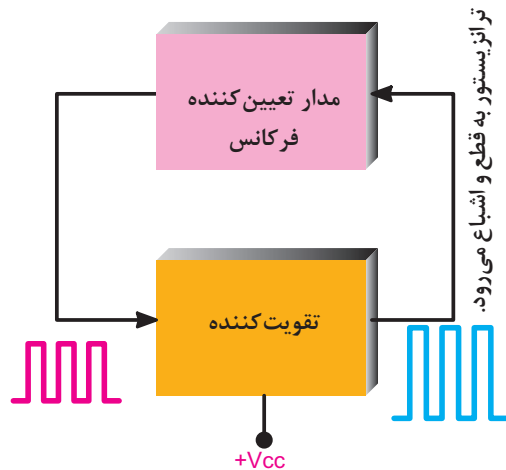 مدار تعیین‌کننده
فرکانس
ترانزیستور به قطع و اشباع می‌رود.
تقویت‌کننده
+Vcc